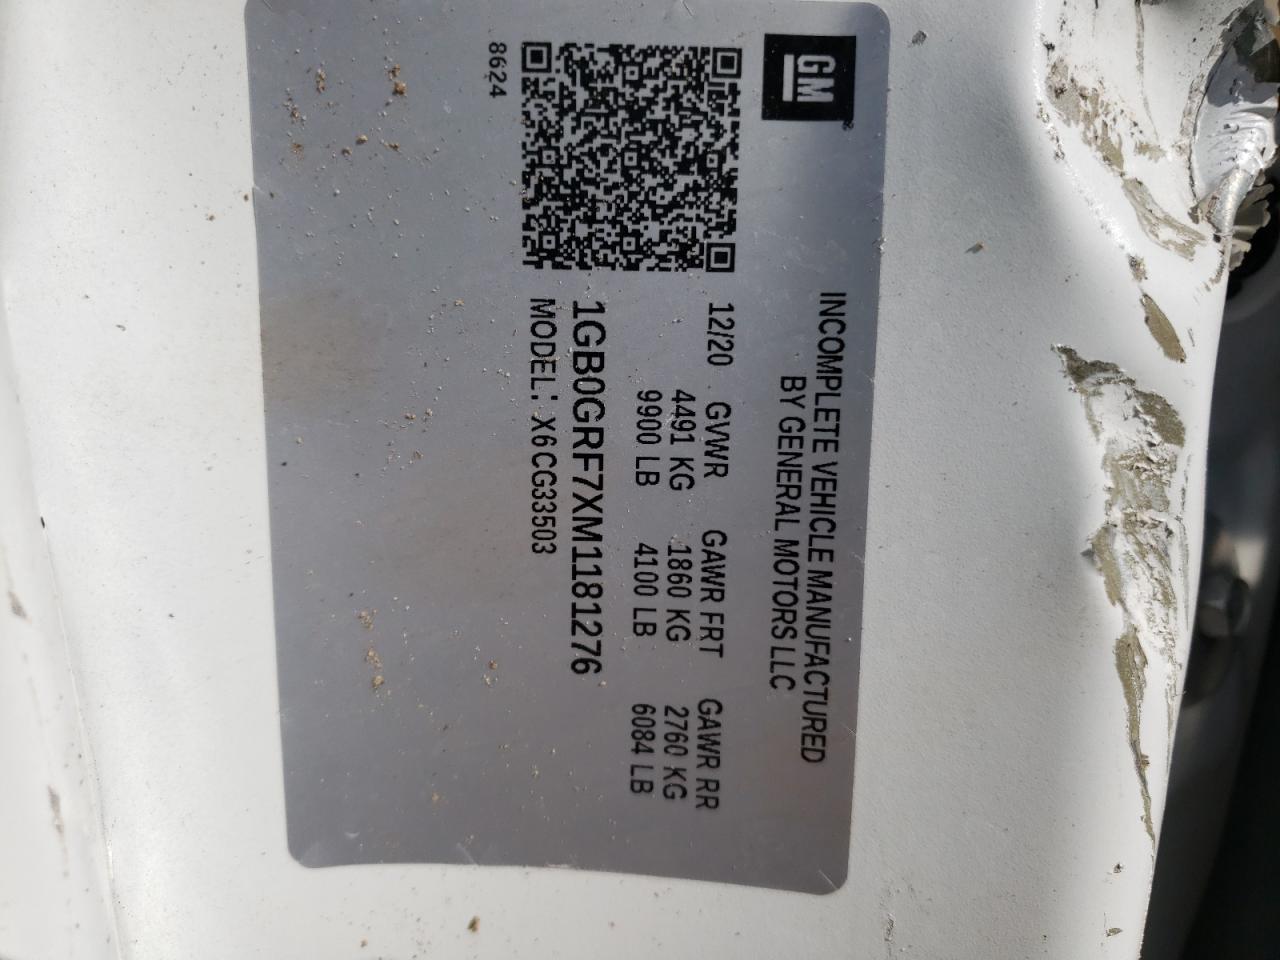 GM
INCOMPLETE VEHICLE MANUFACTURED
BY GENERAL MOTORS LLC
12/20 GVWR GAWR FRT GAWR RR
4491 KG 1860 KG 2760 KG
9900 LB 4100 LB 6084 LB
1GB0GRF7XM1181276
MODEL: X6CG33503
8624